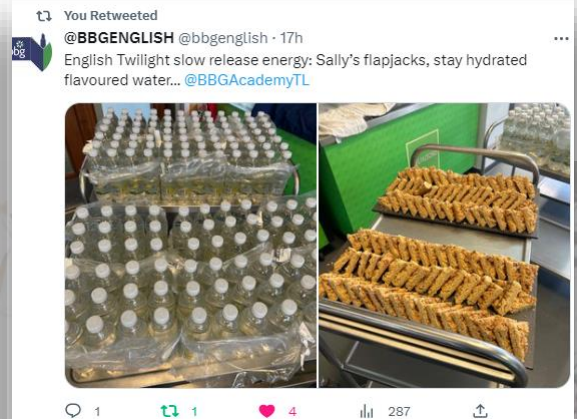 You Retweeted
bbg
@BBGENGLISH @bbgenglish · 17h
English Twilight slow release energy: Sally's flapjacks, stay hydrated
flavoured water... @BBGAcademyTL
1 1 4 287